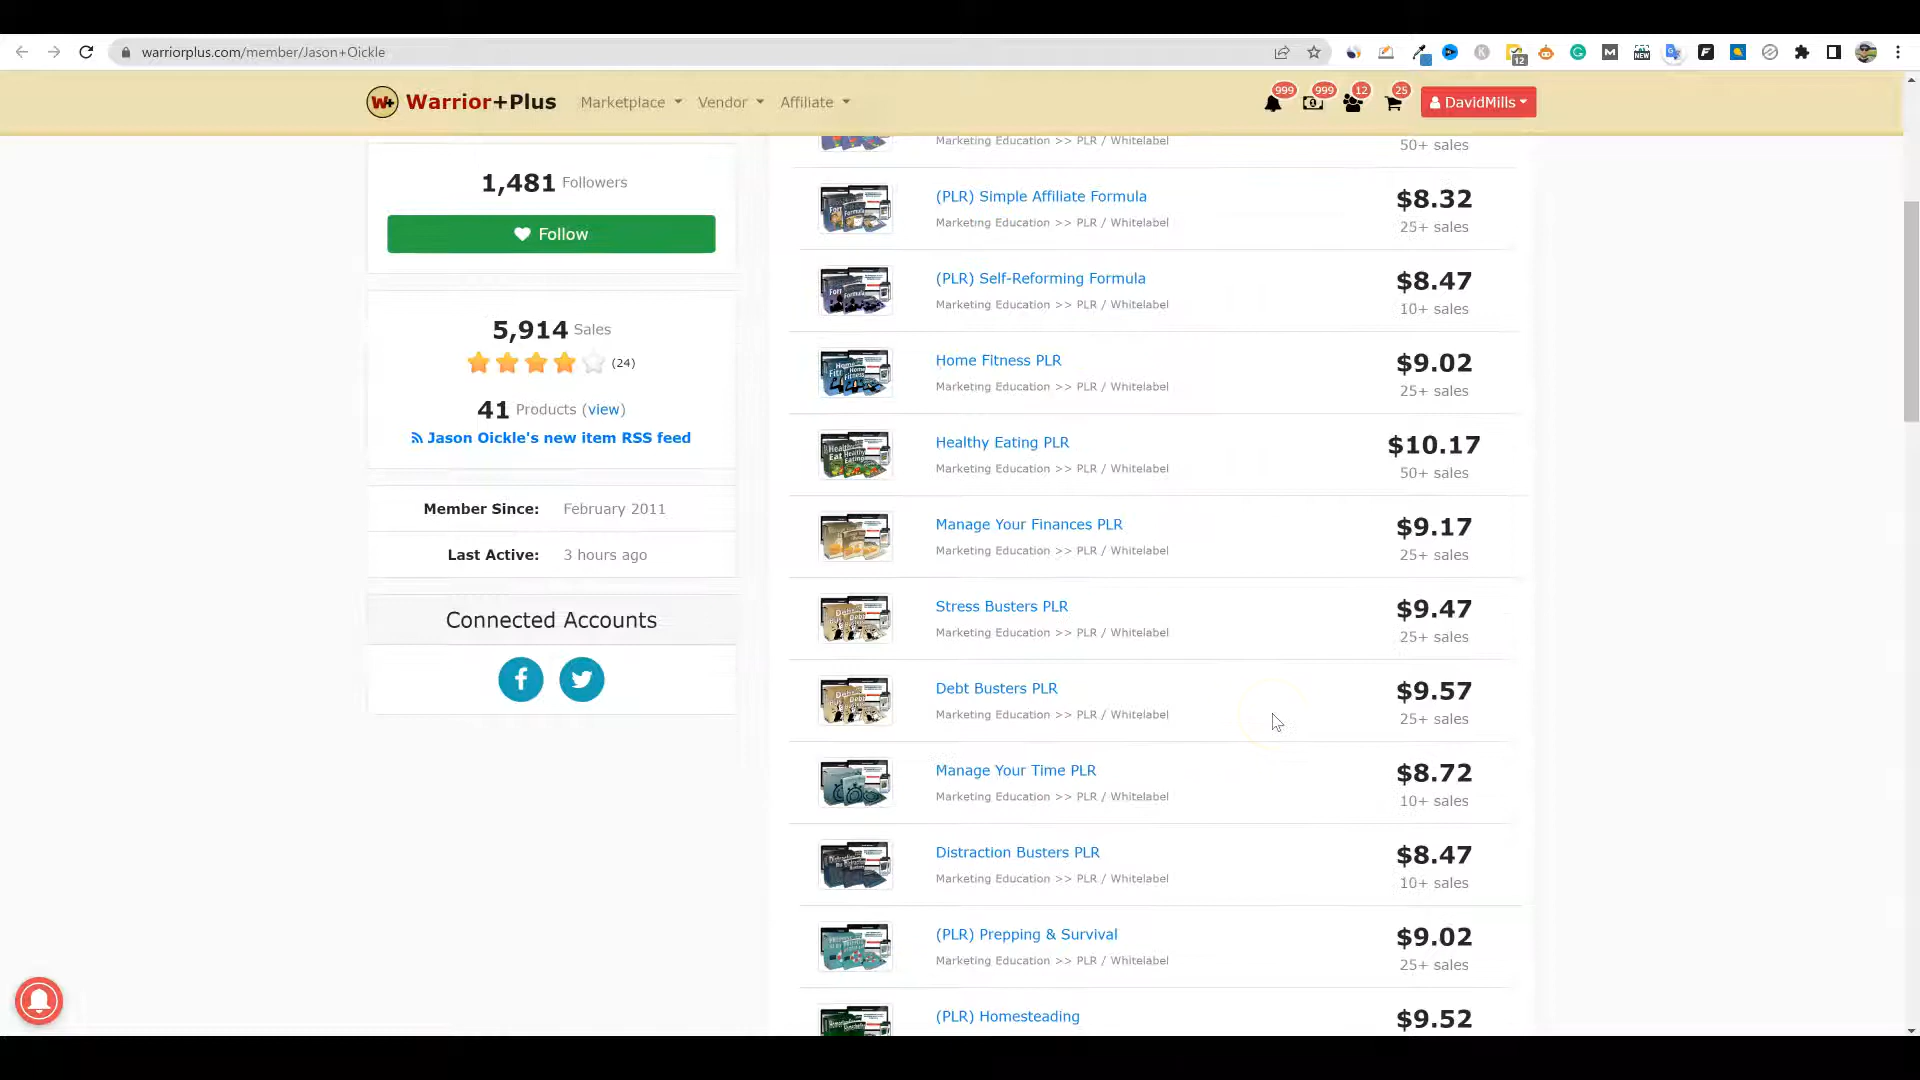 warriorplus.com/member/Jason+Oickle
12
NEW
W+ Warrior+Plus
Marketplace
Vendor
Affiliate
999
999
12
25
DavidMills
1,481 Followers
Follow
5,914 Sales
(24)
41 Products (view)
Jason Oickle's new item RSS feed
Member Since: February 2011
Last Active: 3 hours ago
Connected Accounts
Marketing Education >> PLR / Whitelabel
50+ sales
(PLR) Simple Affiliate Formula
$8.32
Marketing Education >> PLR / Whitelabel
25+ sales
(PLR) Self-Reforming Formula
$8.47
Marketing Education >> PLR / Whitelabel
10+ sales
Home Fitness PLR
$9.02
Marketing Education >> PLR / Whitelabel
25+ sales
Healthy Eating PLR
$10.17
Marketing Education >> PLR / Whitelabel
50+ sales
Manage Your Finances PLR
$9.17
Marketing Education >> PLR / Whitelabel
25+ sales
Stress Busters PLR
$9.47
Marketing Education >> PLR / Whitelabel
25+ sales
Debt Busters PLR
$9.57
Marketing Education >> PLR / Whitelabel
25+ sales
Manage Your Time PLR
$8.72
Marketing Education >> PLR / Whitelabel
10+ sales
Distraction Busters PLR
$8.47
Marketing Education >> PLR / Whitelabel
10+ sales
(PLR) Prepping & Survival
$9.02
Marketing Education >> PLR / Whitelabel
25+ sales
(PLR) Homesteading
$9.52